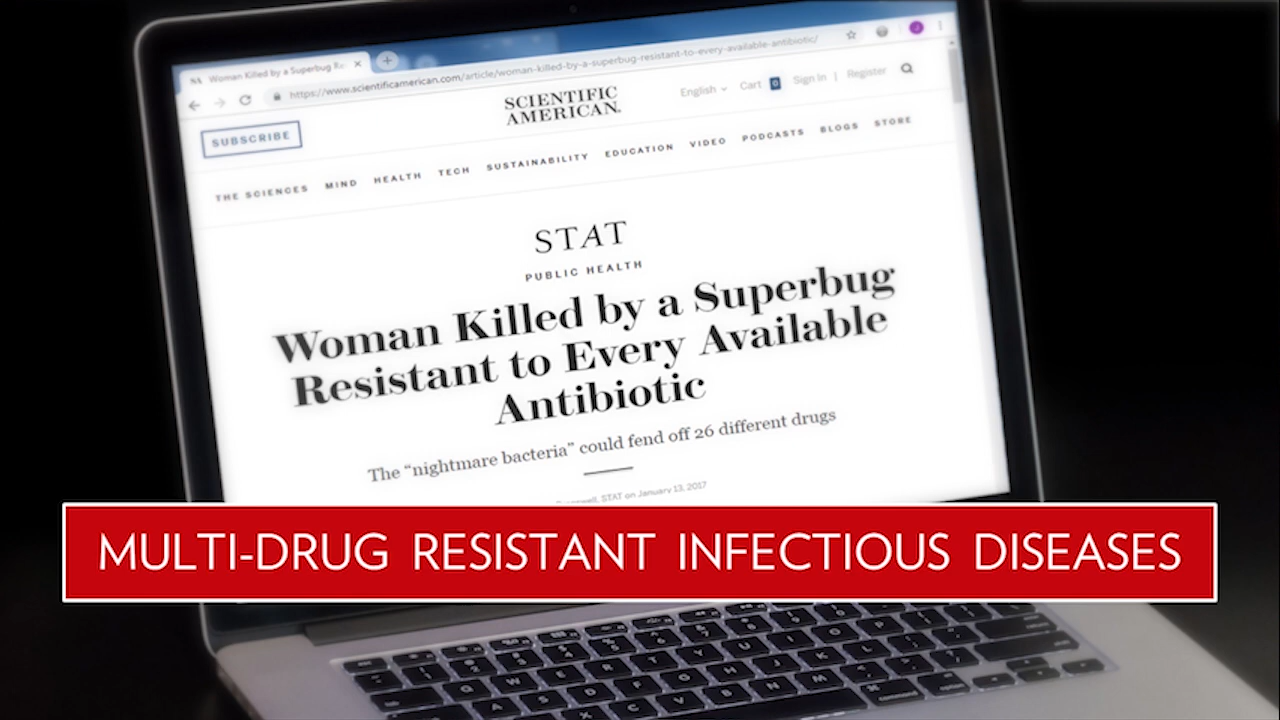 Woman Killed by a Superbug Re
https://www.scientificamerican.com/article/woman-killed-by-a-superbug-resistant-to-every-available-antibiotic/
SUBSCRIBE
SCIENTIFIC
AMERICAN.
English
Cart 0
Sign In | Register
THE SCIENCES MIND HEALTH TECH SUSTAINABILITY EDUCATION VIDEO PODCASTS BLOGS STORE
STAT
PUBLIC HEALTH
Woman Killed by a Superbug
Resistant to Every Available
Antibiotic
The “nightmare bacteria” could fend off 26 different drugs
STAT on January 13, 2017
MULTI-DRUG RESISTANT INFECTIOUS DISEASES
Q W E R T Y U I O P
A S D F G H J K L
X C V B N M
command option